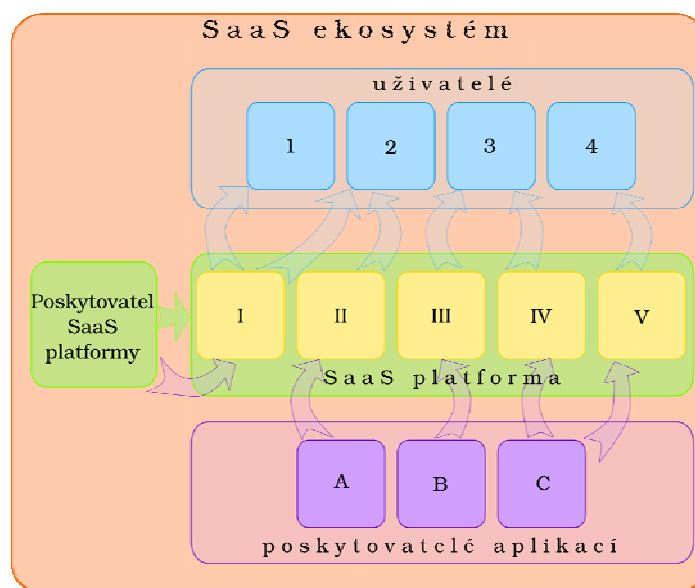 SaaS ekosystém
uživatelé
1 2 3 4
Poskytovatel
SaaS
platformy
I II III IV V
SaaS platforma
A B C
poskytovatelé aplikací